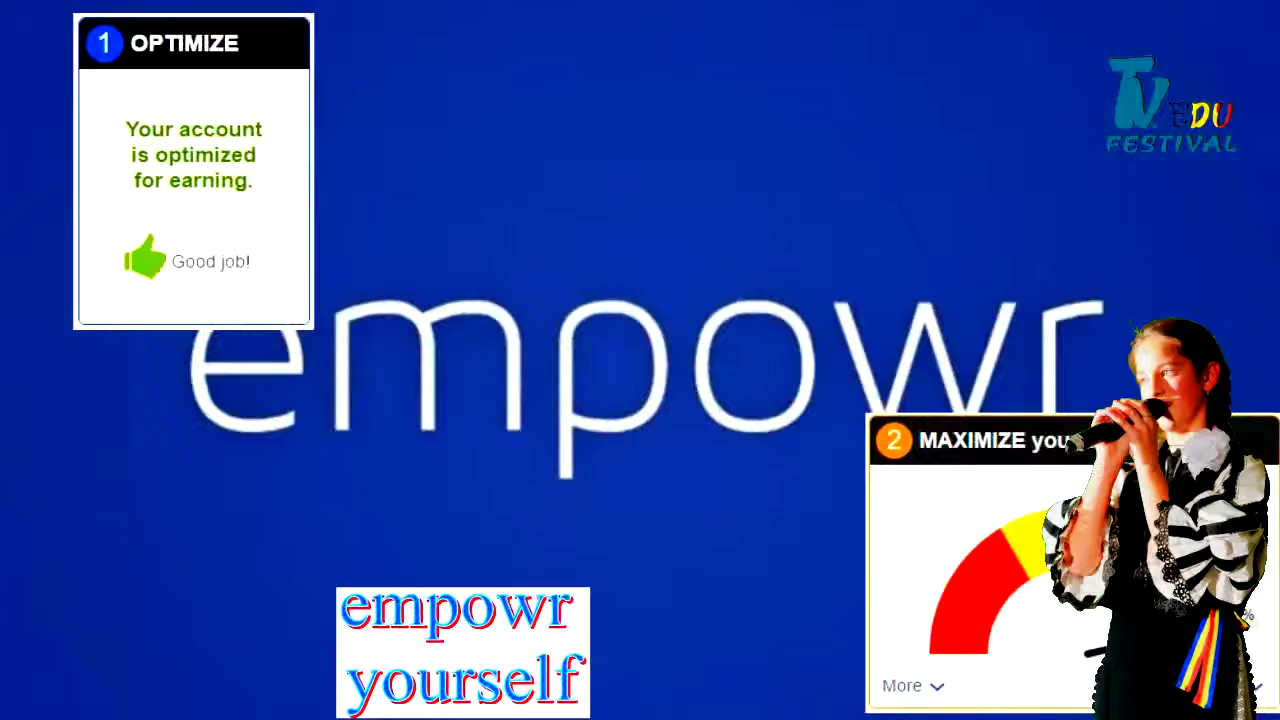 1 OPTIMIZE
Your account
is optimized
for earning.
Good job!
TV EDU
FESTIVAL
empowr
2 MAXIMIZE you
%
More
empowr
yourself